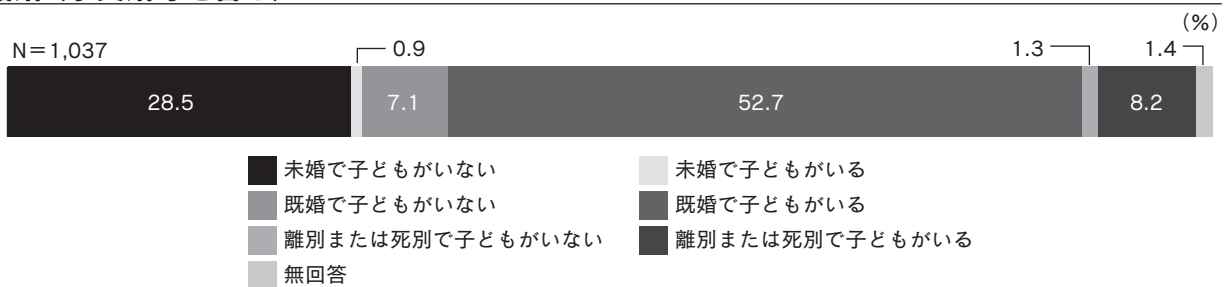 (%)
N＝1,037
0.9
1.3
1.4
28.5
7.1
52.7
8.2
未婚で子どもがいない
未婚で子どもがいる
既婚で子どもがいない
既婚で子どもがいる
離別または死別で子どもがいない
離別または死別で子どもがいる
無回答